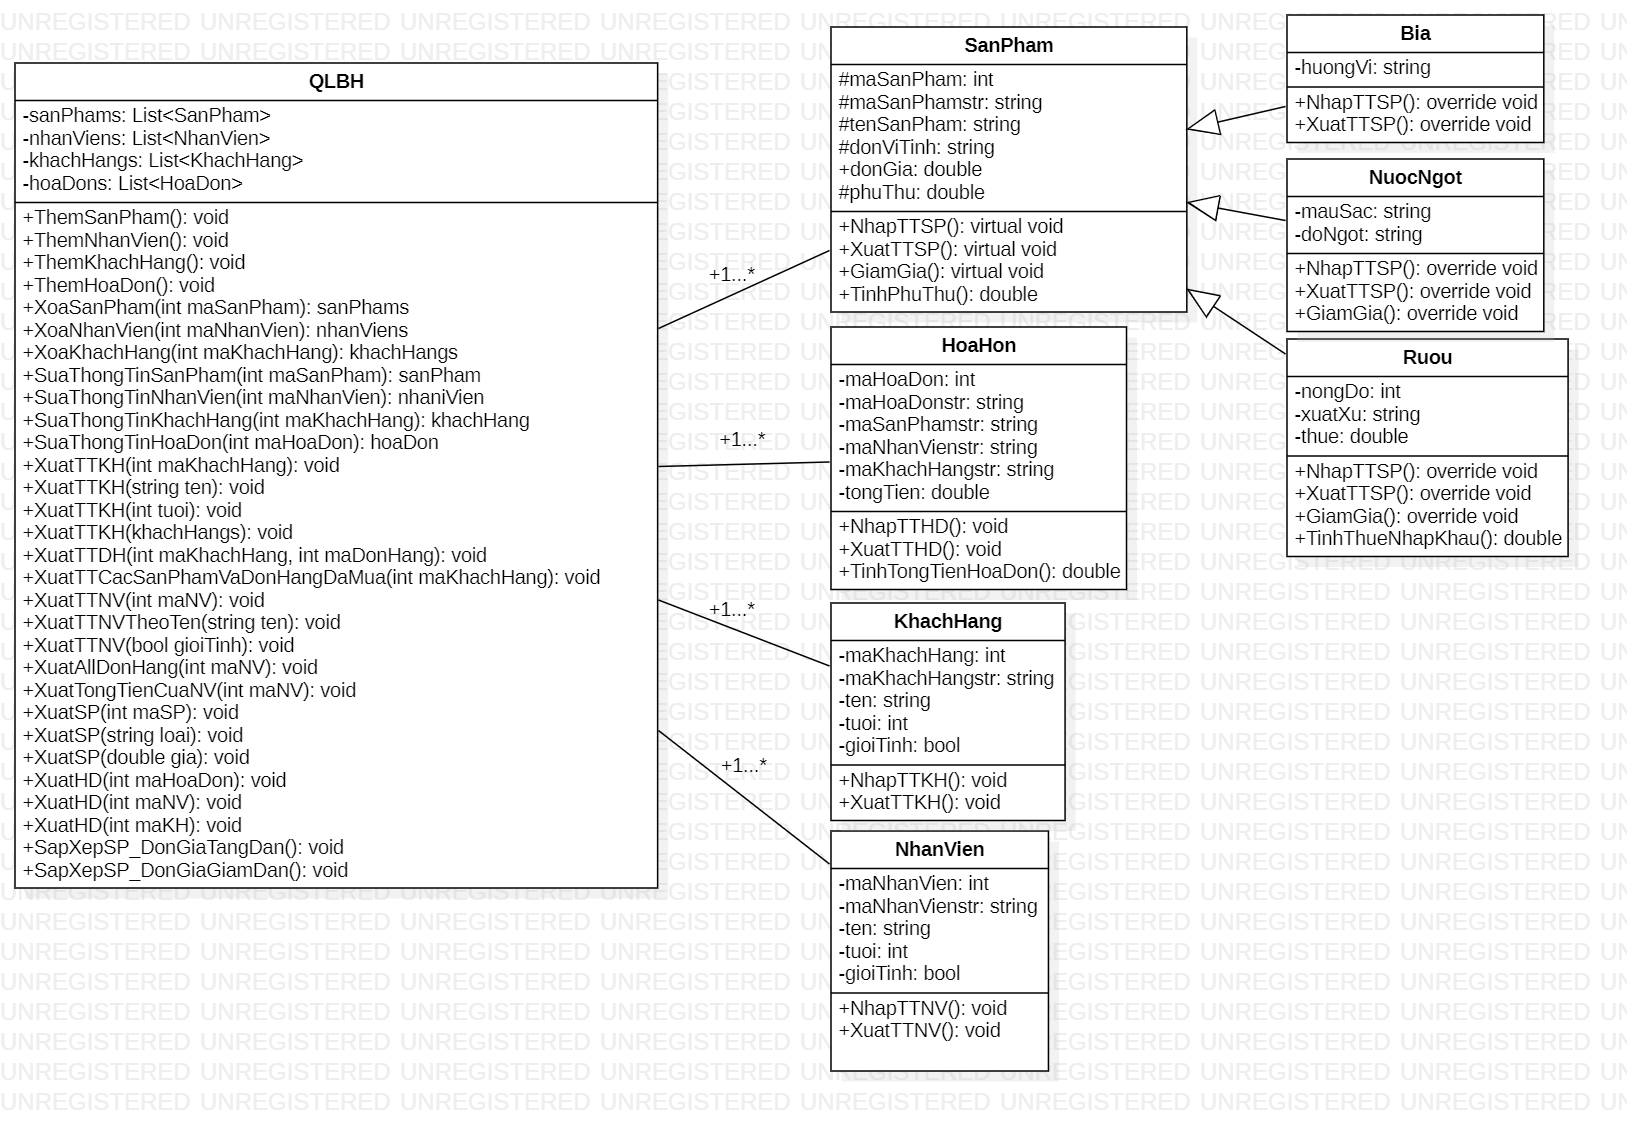 QLBH
-sanPhams: List<SanPham>
-nhanViens: List<NhanVien>
-khachHangs: List<KhachHang>
-hoaDons: List<HoaDon>
+ThemSanPham(): void
+ThemNhanVien(): void
+ThemKhachHang(): void
+ThemHoaDon(): void
+XoaSanPham(int maSanPham): sanPhams
+XoaNhanVien(int maNhanVien): nhanViens
+XoaKhachHang(int maKhachHang): khachHangs
+SuaThongTinSanPham(int maSanPham): sanPham
+SuaThongTinNhanVien(int maNhanVien): nhaniVien
+SuaThongTinKhachHang(int maKhachHang): khachHang
+SuaThongTinHoaDon(int maHoaDon): hoaDon
+XuatTTKH(int maKhachHang): void
+XuatTTKH(string ten): void
+XuatTTKH(int tuoi): void
+XuatTTKH(khachHangs): void
+XuatTTDH(int maKhachHang, int maDonHang): void
+XuatTTCacSanPhamVaDonHangDaMua(int maKhachHang): void
+XuatTTNV(int maNV): void
+XuatTTNVTheoTen(string ten): void
+XuatTTNV(bool gioiTinh): void
+XuatAllDonHang(int maNV): void
+XuatTongTienCuaNV(int maNV): void
+XuatSP(int maSP): void
+XuatSP(string loai): void
+XuatSP(double gia): void
+XuatHD(int maHoaDon): void
+XuatHD(int maNV): void
+XuatHD(int maKH): void
+SapXepSP_DonGiaTangDan(): void
+SapXepSP_DonGiaGiamDan(): void
+1...*
+1...*
+1...*
+1...*
SanPham
#maSanPham: int
#maSanPhamstr: string
#tenSanPham: string
#donViTinh: string
+donGia: double
#phuThu: double
+NhapTTSP(): virtual void
+XuatTTSP(): virtual void
+GiamGia(): virtual void
+TinhPhuThu(): double
HoaHon
-maHoaDon: int
-maHoaDonstr: string
-maSanPhamstr: string
-maNhanVienstr: string
-maKhachHangstr: string
-tongTien: double
+NhapTTHD(): void
+XuatTTHD(): void
+TinhTongTienHoaDon(): double
KhachHang
-maKhachHang: int
-maKhachHangstr: string
-ten: string
-tuoi: int
-gioiTinh: bool
+NhapTTKH(): void
+XuatTTKH(): void
NhanVien
-maNhanVien: int
-maNhanVienstr: string
-ten: string
-tuoi: int
-gioiTinh: bool
+NhapTTNV(): void
+XuatTTNV(): void
Bia
-huongVi: string
+NhapTTSP(): override void
+XuatTTSP(): override void
NuocNgot
-mauSac: string
-doNgot: string
+NhapTTSP(): override void
+XuatTTSP(): override void
+GiamGia(): override void
Ruou
-nongDo: int
-xuatXu: string
-thue: double
+NhapTTSP(): override void
+XuatTTSP(): override void
+GiamGia(): override void
+TinhThueNhapKhau(): double
UNREGISTERED